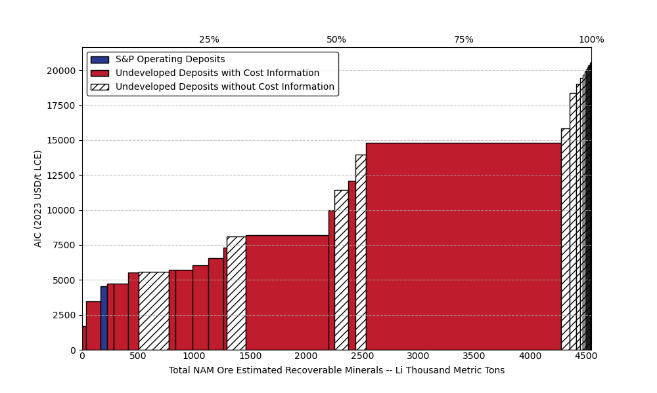 25% 50% 75% 100%
S&P Operating Deposits
Undeveloped Deposits with Cost Information
Undeveloped Deposits without Cost Information
20000
17500
15000
12500
10000
7500
5000
2500
0
AIC (2023 USD/t LCE)
0 500 1000 1500 2000 2500 3000 3500 4000 4500
Total NAM Ore Estimated Recoverable Minerals -- Li Thousand Metric Tons